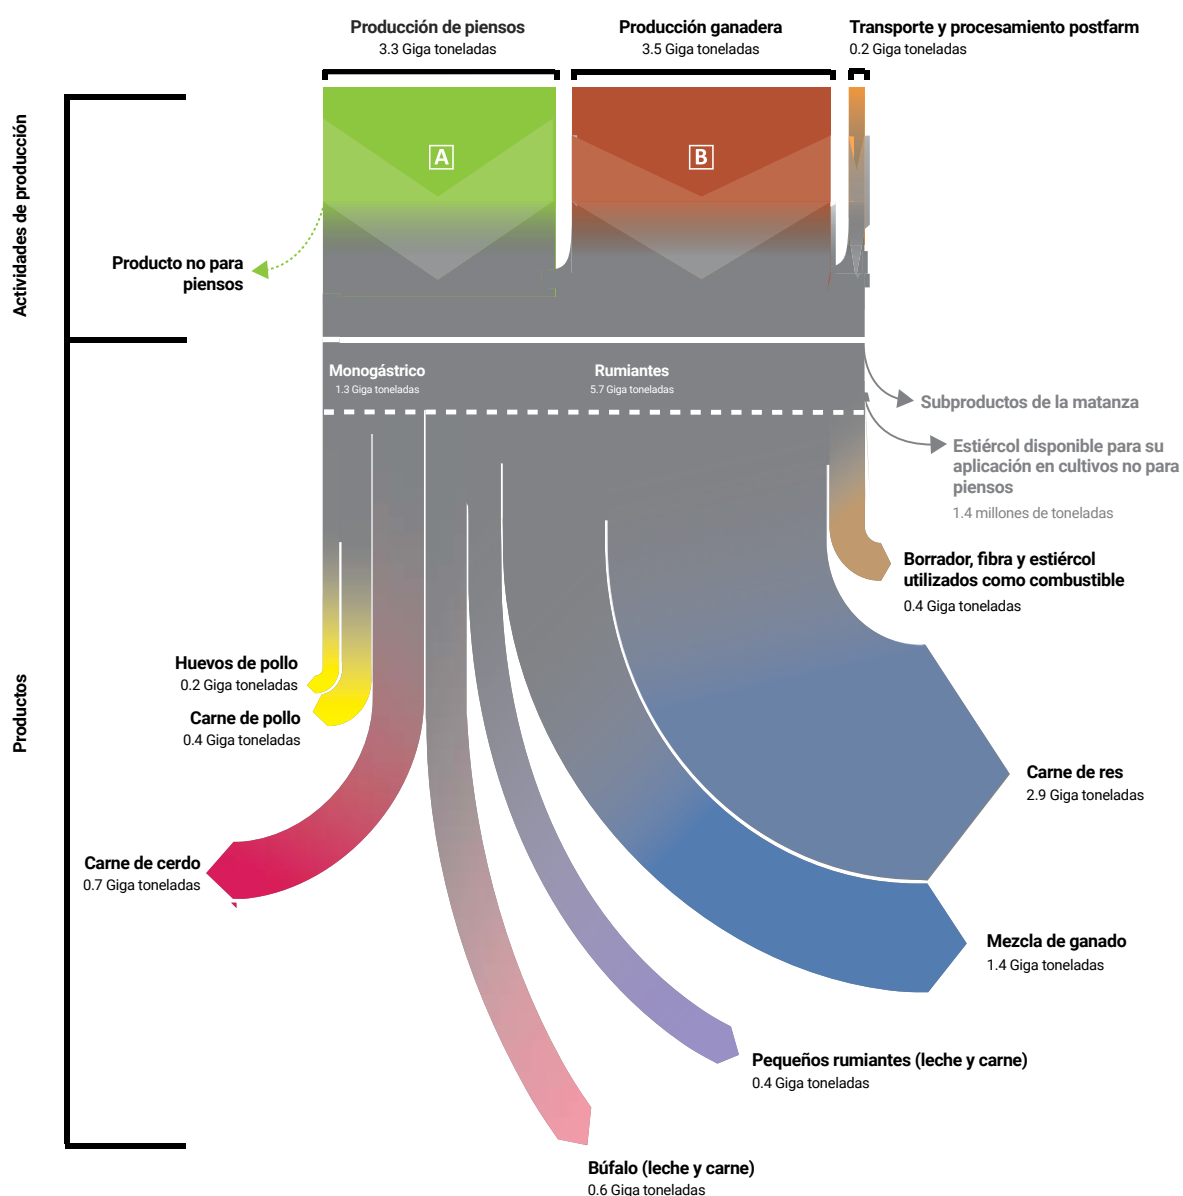 Producción de piensos
3.3 Giga toneladas
Producción ganadera
3.5 Giga toneladas
Transporte y procesamiento postfarm
0.2 Giga toneladas
Actividades de producción
A
B
Producto no para
piensos
Monogástrico
1.3 Giga toneladas
Rumiantes
5.7 Giga toneladas
Subproductos de la matanza
Estiércol disponible para su
aplicación en cultivos no para
piensos
1.4 millones de toneladas
Borrador, fibra y estiércol
utilizados como combustible
0.4 Giga toneladas
Productos
Huevos de pollo
0.2 Giga toneladas
Carne de pollo
0.4 Giga toneladas
Carne de res
2.9 Giga toneladas
Carne de cerdo
0.7 Giga toneladas
Mezcla de ganado
1.4 Giga toneladas
Pequeños rumiantes (leche y carne)
0.4 Giga toneladas
Búfalo (leche y carne)
0.6 Giga toneladas